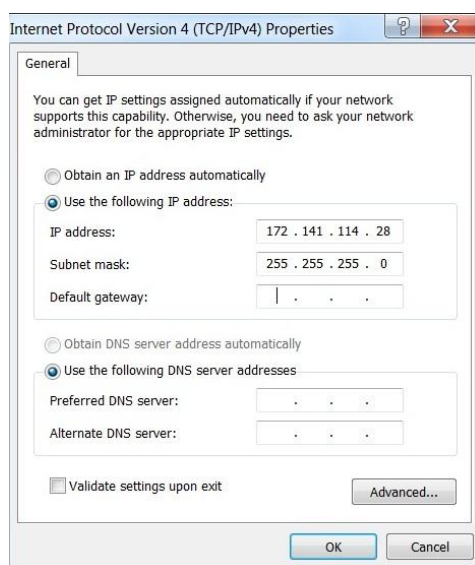 Internet Protocol Version 4 (TCP/IPv4) Properties
General
You can get IP settings assigned automatically if your network
supports this capability. Otherwise, you need to ask your network
administrator for the appropriate IP settings.
Obtain an IP address automatically
Use the following IP address:
IP address: 172 . 141 . 114 . 28
Subnet mask: 255 . 255 . 255 . 0
Default gateway: . . .
Obtain DNS server address automatically
Use the following DNS server addresses
Preferred DNS server: . . .
Alternate DNS server: . . .
Validate settings upon exit
Advanced...
OK Cancel